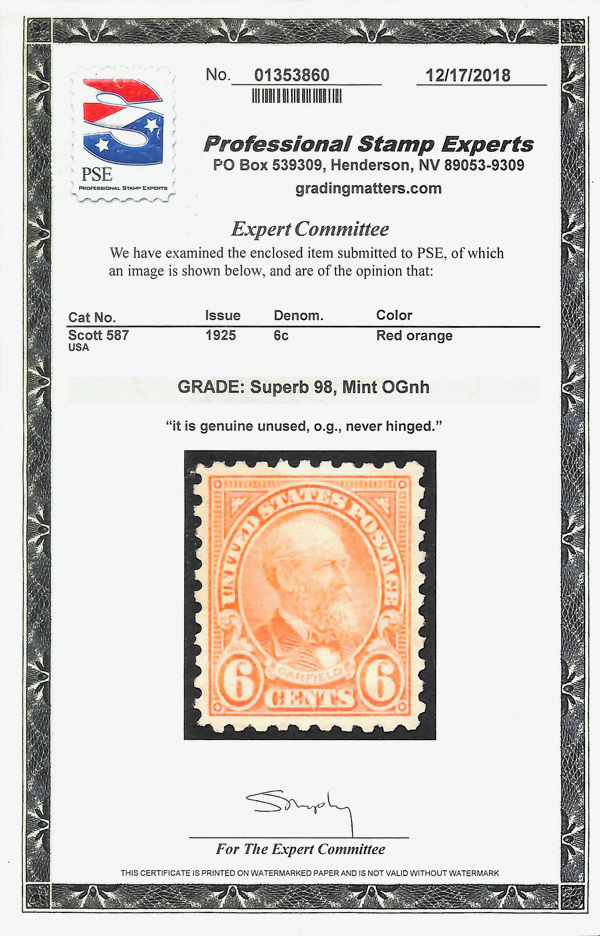 No. 01353860 12/17/2018
PSE
PROFESSIONAL STAMP EXPERTS
Professional Stamp Experts
PO Box 539309, Henderson, NV 89053-9309
gradingmatters.com
Expert Committee
We have examined the enclosed item submitted to PSE, of which
an image is shown below, and are of the opinion that:
Cat No. Issue Denom. Color
Scott 587 1925 6c Red orange
USA
GRADE: Superb 98, Mint OGnh
“it is genuine unused, o.g., never hinged.”
UNITED STATES POSTAGE
GARFIELD
6 CENTS 6
For The Expert Committee
THIS CERTIFICATE IS PRINTED ON WATERMARKED PAPER AND IS NOT VALID WITHOUT WATERMARK